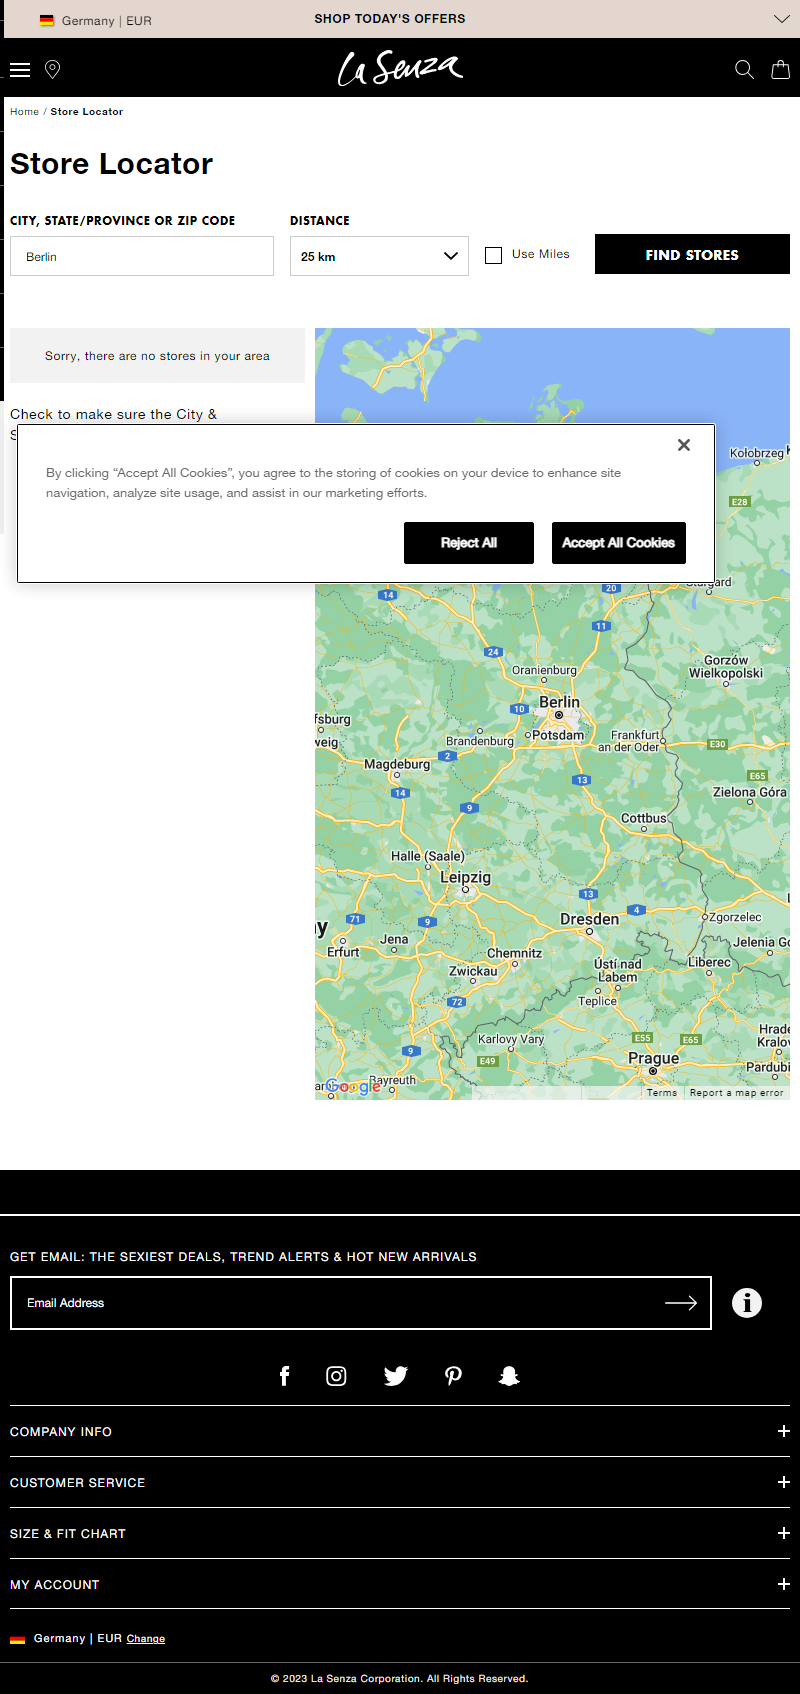 Germany | EUR
SHOP TODAY'S OFFERS
La Senza
Home / Store Locator
Store Locator
CITY, STATE/PROVINCE OR ZIP CODE
DISTANCE
Berlin
25 km
Use Miles
FIND STORES
Sorry, there are no stores in your area
Check to make sure the City &
By clicking “Accept All Cookies”, you agree to the storing of cookies on your device to enhance site
navigation, analyze site usage, and assist in our marketing efforts.
Reject All
Accept All Cookies
Kołobrzeg
E28
Stargard
14
20
11
24
Oranienburg
Gorzów
Wielkopolski
Berlin
10
fsburg
Potsdam
Frankfurt
an der Oder
Brandenburg
weig
E30
2
Magdeburg
E65
13
14
Zielona Góra
9
Cottbus
Halle (Saale)
Leipzig
13
4
71
9
Dresden
Zgorzelec
ny
Jena
Erfurt
Jelenia Go
Chemnitz
Ústí nad
Labem
Liberec
Zwickau
72
Teplice
Hrade
Kralov
Karlovy Vary
E55
E65
9
E49
Prague
Pardubi
Bayreuth
Google
Terms
Report a map error
GET EMAIL: THE SEXIEST DEALS, TREND ALERTS & HOT NEW ARRIVALS
Email Address
COMPANY INFO
CUSTOMER SERVICE
SIZE & FIT CHART
MY ACCOUNT
Germany | EUR Change
© 2023 La Senza Corporation. All Rights Reserved.